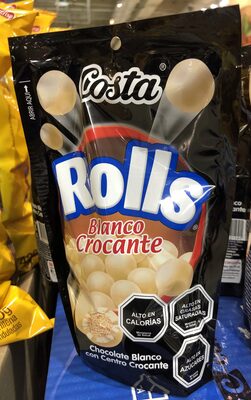 ABRIR AQUÍ
Costa®
Rolls®
Blanco
Crocante
Chocolate Blanco
con Centro Crocante
ALTO EN
CALORÍAS
ALTO EN
GRASAS
SATURADAS
ALTO EN
AZÚCARES